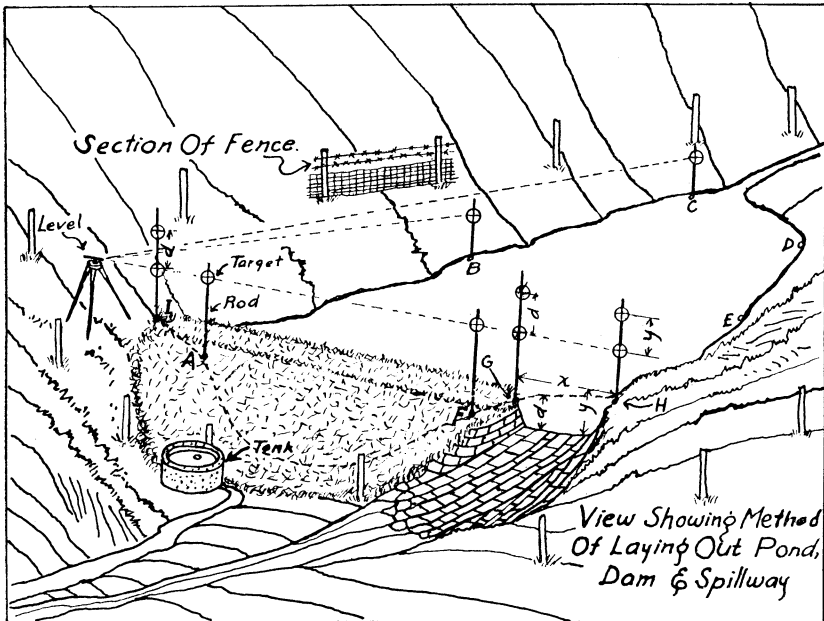 Section Of Fence.
Level
C
d
B
Target
D
I
Rod
d
y
E
A
G
x
F
d
y
H
Tank
View Showing Method
Of Laying Out Pond,
Dam & Spillway